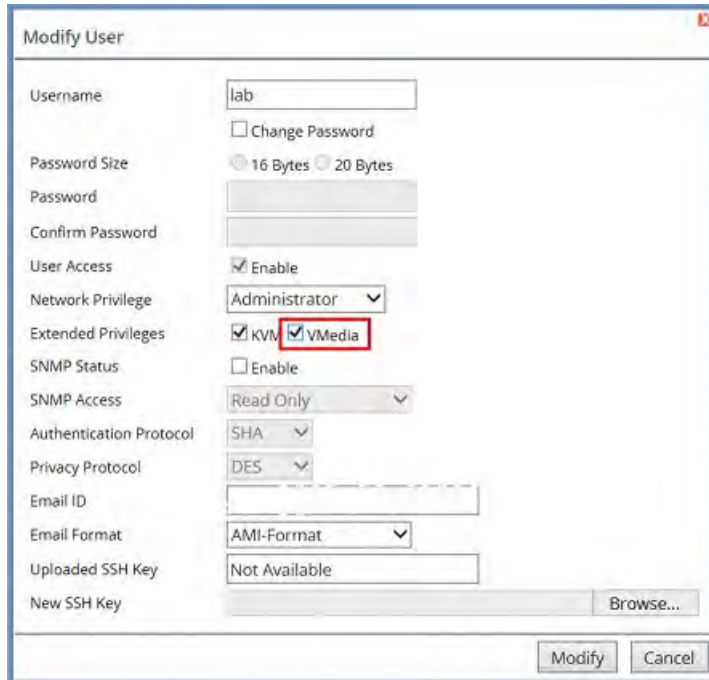 Modify User
Username lab
Change Password
Password Size 16 Bytes 20 Bytes
Password
Confirm Password
User Access Enable
Network Privilege Administrator
Extended Privileges KVM VMedia
SNMP Status Enable
SNMP Access Read Only
Authentication Protocol SHA
Privacy Protocol DES
Email ID
Email Format AMI-Format
Uploaded SSH Key Not Available
New SSH Key Browse...
Modify Cancel